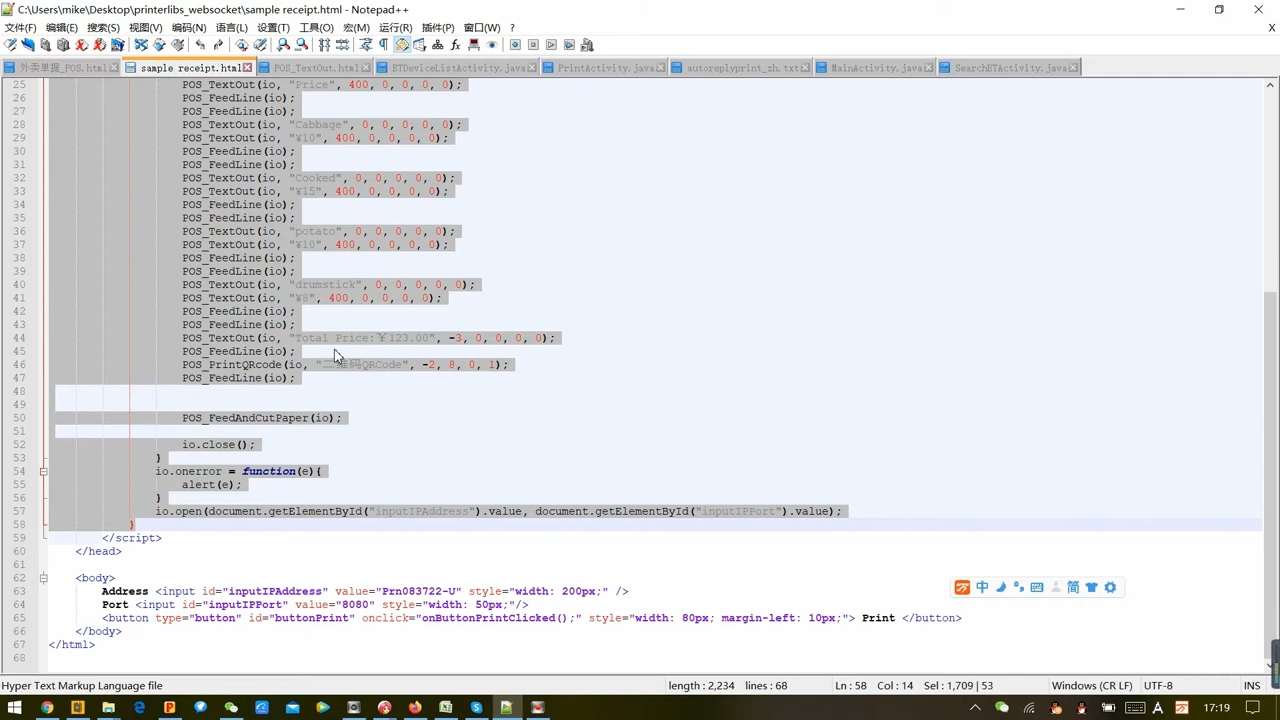 C:\Users\mike\Desktop\printerlibs_websocket\sample receipt.html - Notepad++
文件(F) 编辑(E) 搜索(S) 视图(V) 编码(N) 语言(L) 设置(T) 工具(O) 宏(M) 运行(R) 插件(P) 窗口(W) ?
外卖单据_POS.html sample receipt.html POS_TextOut.html BTDeviceListActivity.java PrintActivity.java autoreplyprint_zh.txt MainActivity.java SearchBTActivity.java
25 POS_TextOut(io, "Price", 400, 0, 0, 0, 0);
26 POS_FeedLine(io);
27 POS_FeedLine(io);
28 POS_TextOut(io, "Cabbage", 0, 0, 0, 0, 0);
29 POS_TextOut(io, "¥10", 400, 0, 0, 0, 0);
30 POS_FeedLine(io);
31 POS_FeedLine(io);
32 POS_TextOut(io, "Cooked", 0, 0, 0, 0, 0);
33 POS_TextOut(io, "¥15", 400, 0, 0, 0, 0);
34 POS_FeedLine(io);
35 POS_FeedLine(io);
36 POS_TextOut(io, "potato", 0, 0, 0, 0, 0);
37 POS_TextOut(io, "¥10", 400, 0, 0, 0, 0);
38 POS_FeedLine(io);
39 POS_FeedLine(io);
40 POS_TextOut(io, "drumstick", 0, 0, 0, 0, 0);
41 POS_TextOut(io, "¥8", 400, 0, 0, 0, 0);
42 POS_FeedLine(io);
43 POS_FeedLine(io);
44 POS_TextOut(io, "Total Price:￥123.00", -3, 0, 0, 0, 0);
45 POS_FeedLine(io);
46 POS_PrintQRcode(io, "二维码QRCode", -2, 8, 0, 1);
47 POS_FeedLine(io);
48
49
50 POS_FeedAndCutPaper(io);
51
52 io.close();
53 }
54 io.onerror = function(e){
55 alert(e);
56 }
57 io.open(document.getElementById("inputIPAddress").value, document.getElementById("inputIPPort").value);
58 }
59 </script>
60 </head>
61
62 <body>
63 Address <input id="inputIPAddress" value="Prn083722-U" style="width: 200px;" />
64 Port <input id="inputIPPort" value="8080" style="width: 50px;"/>
65 <button type="button" id="buttonPrint" onclick="onButtonPrintClicked();" style="width: 80px; margin-left: 10px;"> Print </button>
66 </body>
67 </html>
68
中 简
Hyper Text Markup Language file length : 2,234 lines : 68 Ln : 58 Col : 14 Sel : 1,709 | 53 Windows (CR LF) UTF-8 INS
17:19